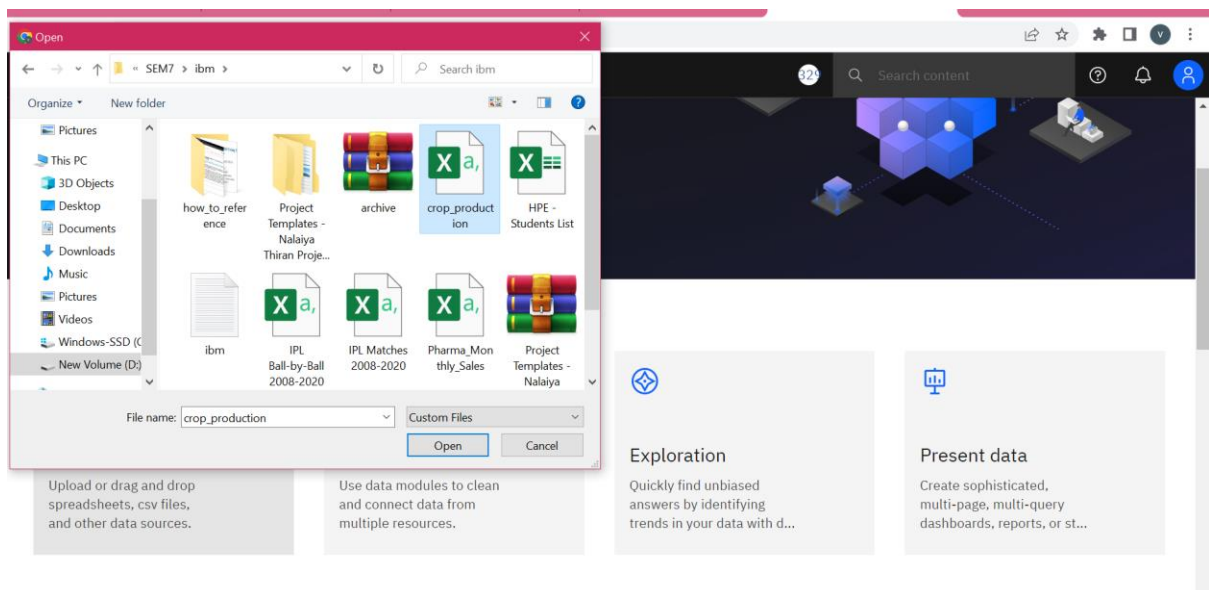 Open
« SEM7 › ibm ›
Search ibm
Organize
New folder
Pictures
This PC
3D Objects
Desktop
Documents
Downloads
Music
Pictures
Videos
Windows-SSD (C
New Volume (D:)
how_to_refer
ence
Project
Templates -
Nalaiya
Thiran Proje...
archive
crop_product
ion
HPE -
Students List
ibm
IPL
Ball-by-Ball
2008-2020
IPL Matches
2008-2020
Pharma_Mon
thly_Sales
Project
Templates -
Nalaiya
File name: crop_production
Custom Files
Open
Cancel
V
329
Search content
Upload or drag and drop
spreadsheets, csv files,
and other data sources.
Use data modules to clean
and connect data from
multiple resources.
Exploration
Quickly find unbiased
answers by identifying
trends in your data with d...
Present data
Create sophisticated,
multi-page, multi-query
dashboards, reports, or st...